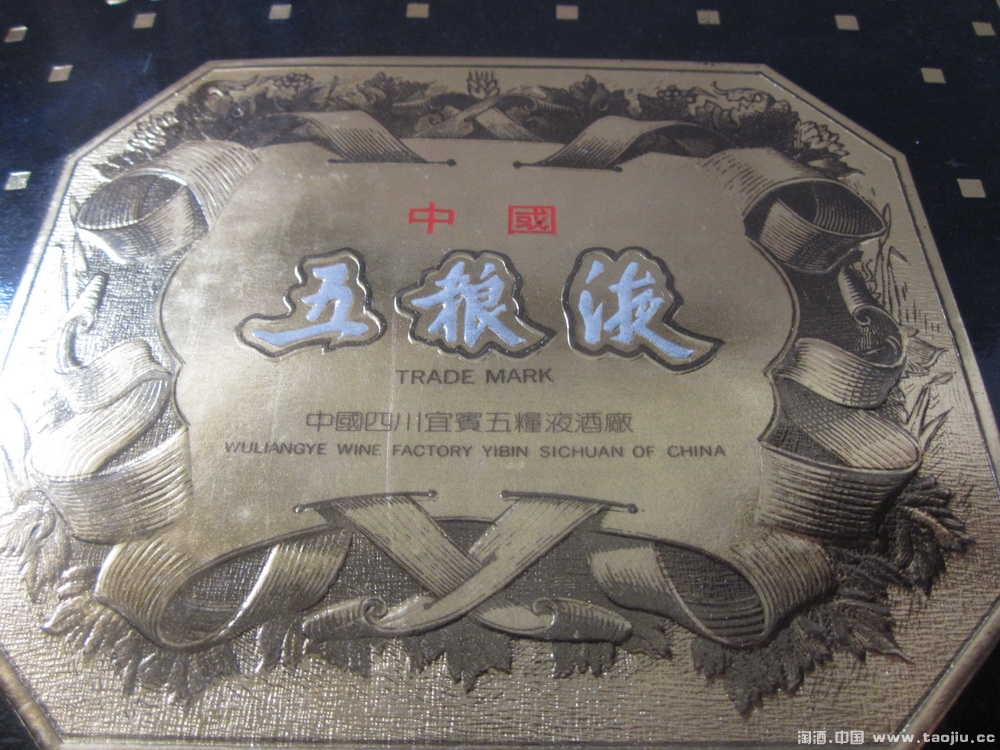 中國
五粮液
TRADE MARK
中國四川宜賓五糧液酒廠
WULIANGYE WINE FACTORY YIBIN SICHUAN OF CHINA
淘酒.中国 www.taojiu.cc